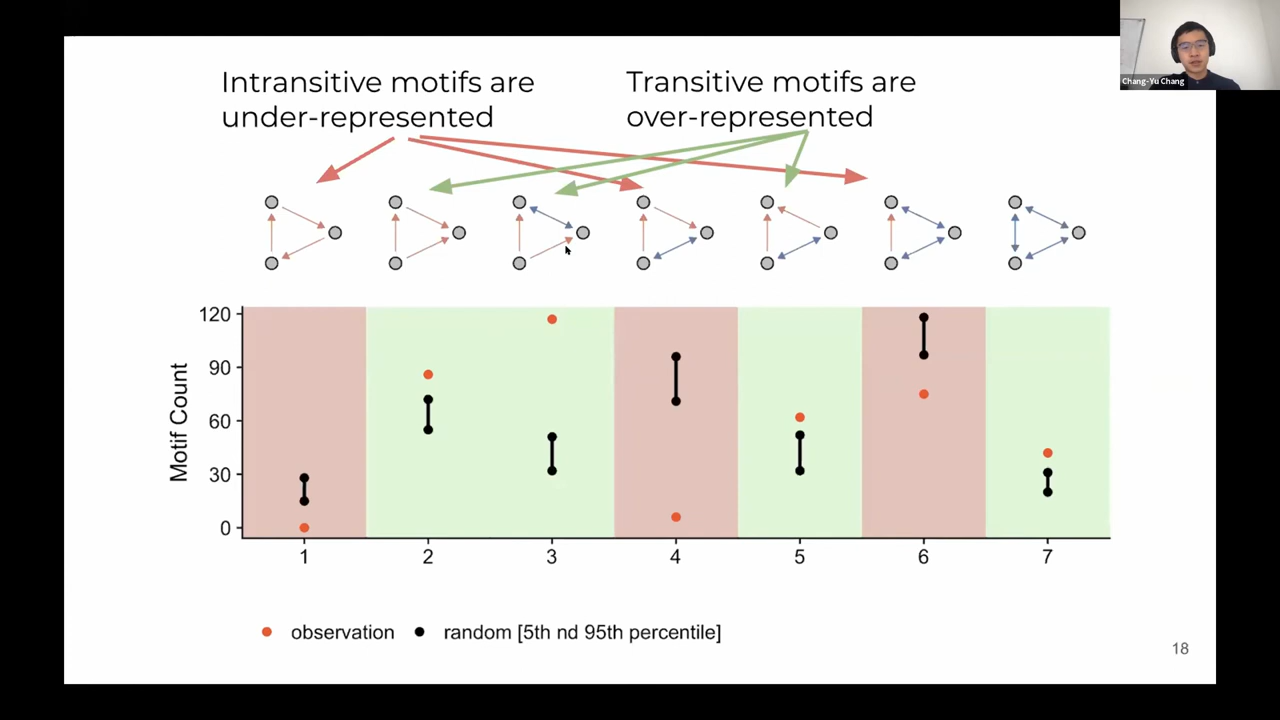 Chang-Yu Chang
Intransitive motifs are
under-represented
Transitive motifs are
over-represented
120
90
60
30
0
Motif Count
1 2 3 4 5 6 7
observation random [5th nd 95th percentile]
18